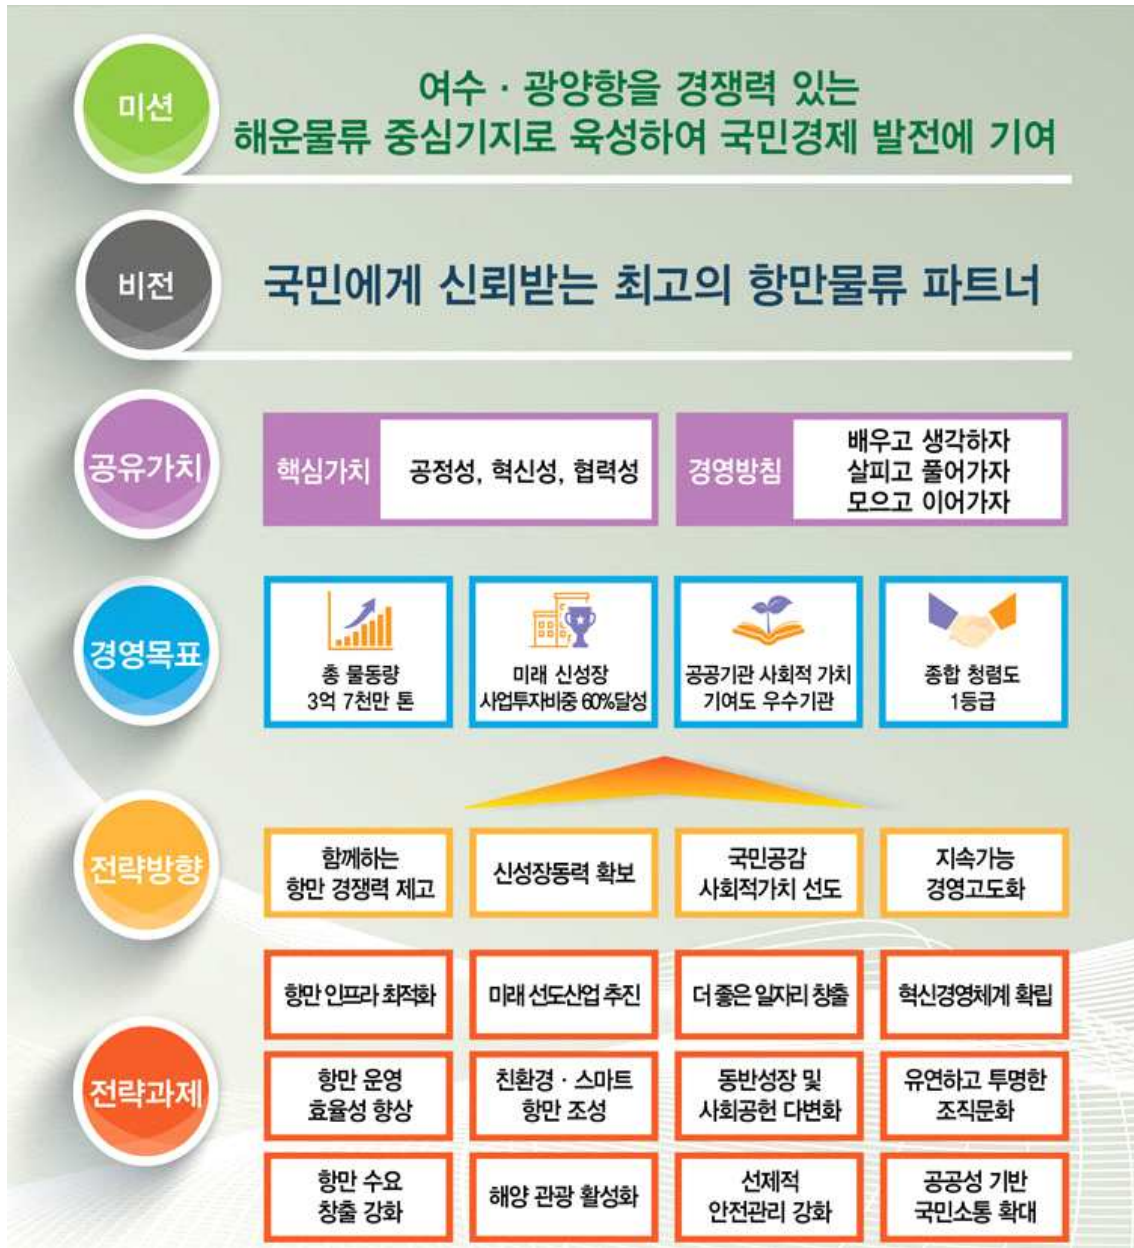 미션
여수 · 광양항을 경쟁력 있는
해운물류 중심기지로 육성하여 국민경제 발전에 기여
비전
국민에게 신뢰받는 최고의 항만물류 파트너
공유가치
핵심가치
공정성, 혁신성, 협력성
경영방침
배우고 생각하자
살피고 풀어가자
모으고 이어가자
경영목표
총 물동량
3억 7천만 톤
미래 신성장
사업투자비중 60%달성
공공기관 사회적 가치
기여도 우수기관
종합 청렴도
1등급
전략방향
함께하는
항만 경쟁력 제고
신성장동력 확보
국민공감
사회적가치 선도
지속가능
경영고도화
전략과제
항만 인프라 최적화
미래 선도산업 추진
더 좋은 일자리 창출
혁신경영체계 확립
항만 운영
효율성 향상
친환경 · 스마트
항만 조성
동반성장 및
사회공헌 다변화
유연하고 투명한
조직문화
항만 수요
창출 강화
해양 관광 활성화
선제적
안전관리 강화
공공성 기반
국민소통 확대